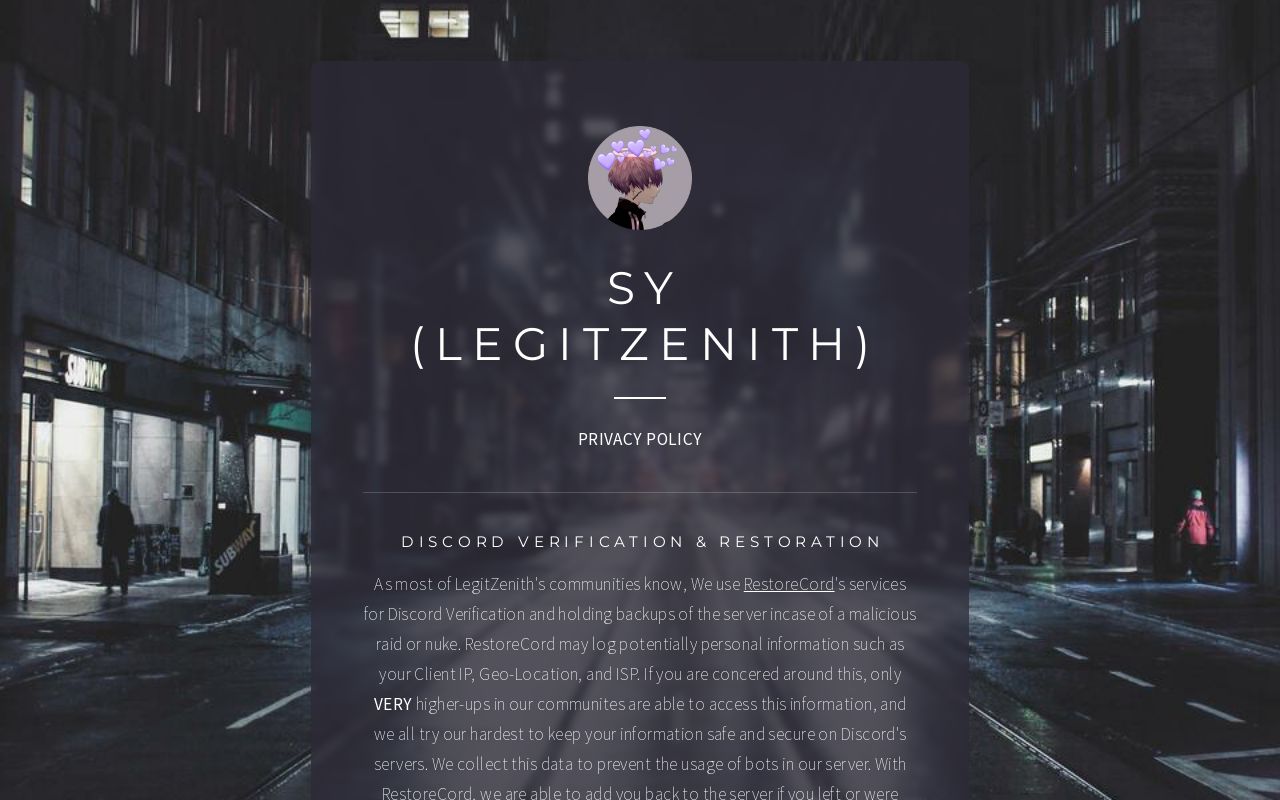 SY
(LEGITZENITH)
PRIVACY POLICY
DISCORD VERIFICATION & RESTORATION
As most of LegitZenith's communities know, We use RestoreCord's services
for Discord Verification and holding backups of the server incase of a malicious
raid or nuke. RestoreCord may log potentially personal information such as
your Client IP, Geo-Location, and ISP. If you are concered around this, only
VERY higher-ups in our communites are able to access this information, and
we all try our hardest to keep your information safe and secure on Discord's
servers. We collect this data to prevent the usage of bots in our server. With
RestoreCord, we are able to add you back to the server if you left or were
SUBWAY
SUBWAY